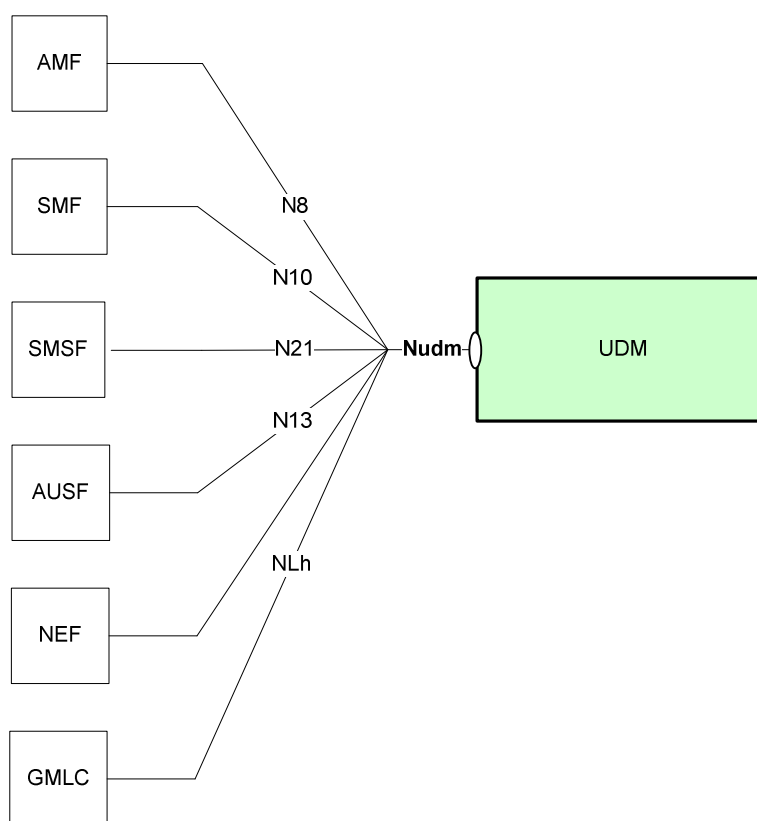 AMF
N8
SMF
N10
SMSF
N21
Nudm
UDM
N13
AUSF
NLh
NEF
GMLC